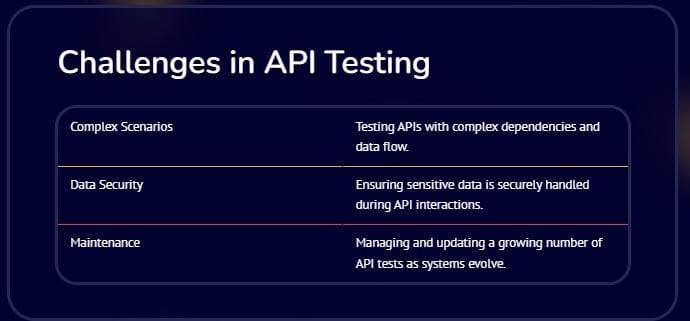 Challenges in API Testing
Complex Scenarios
Testing APIs with complex dependencies and
data flow.
Data Security
Ensuring sensitive data is securely handled
during API interactions.
Maintenance
Managing and updating a growing number of
API tests as systems evolve.